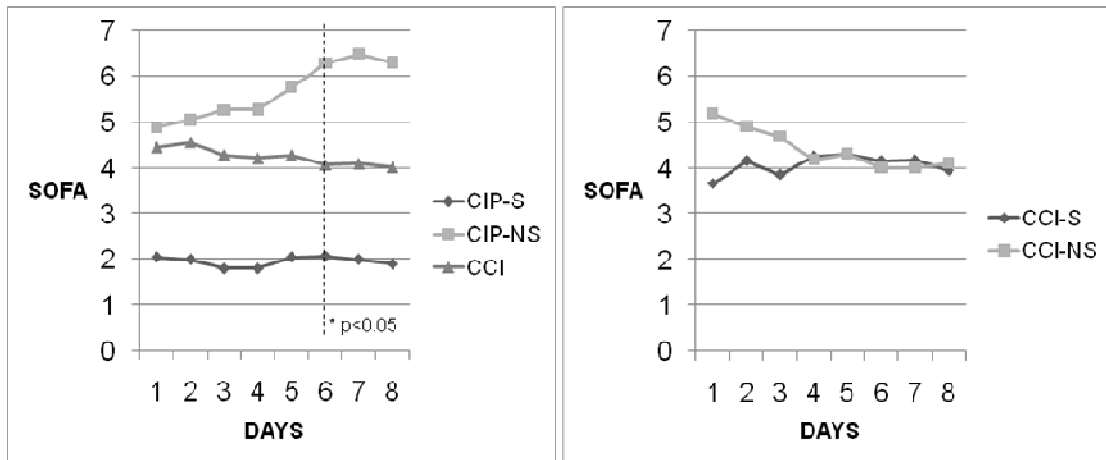 7
6
5
4
3
2
1
0
SOFA
CIP-S
CIP-NS
CCI
* p<0.05
1 2 3 4 5 6 7 8
DAYS
7
6
5
4
3
2
1
0
SOFA
CCI-S
CCI-NS
1 2 3 4 5 6 7 8
DAYS